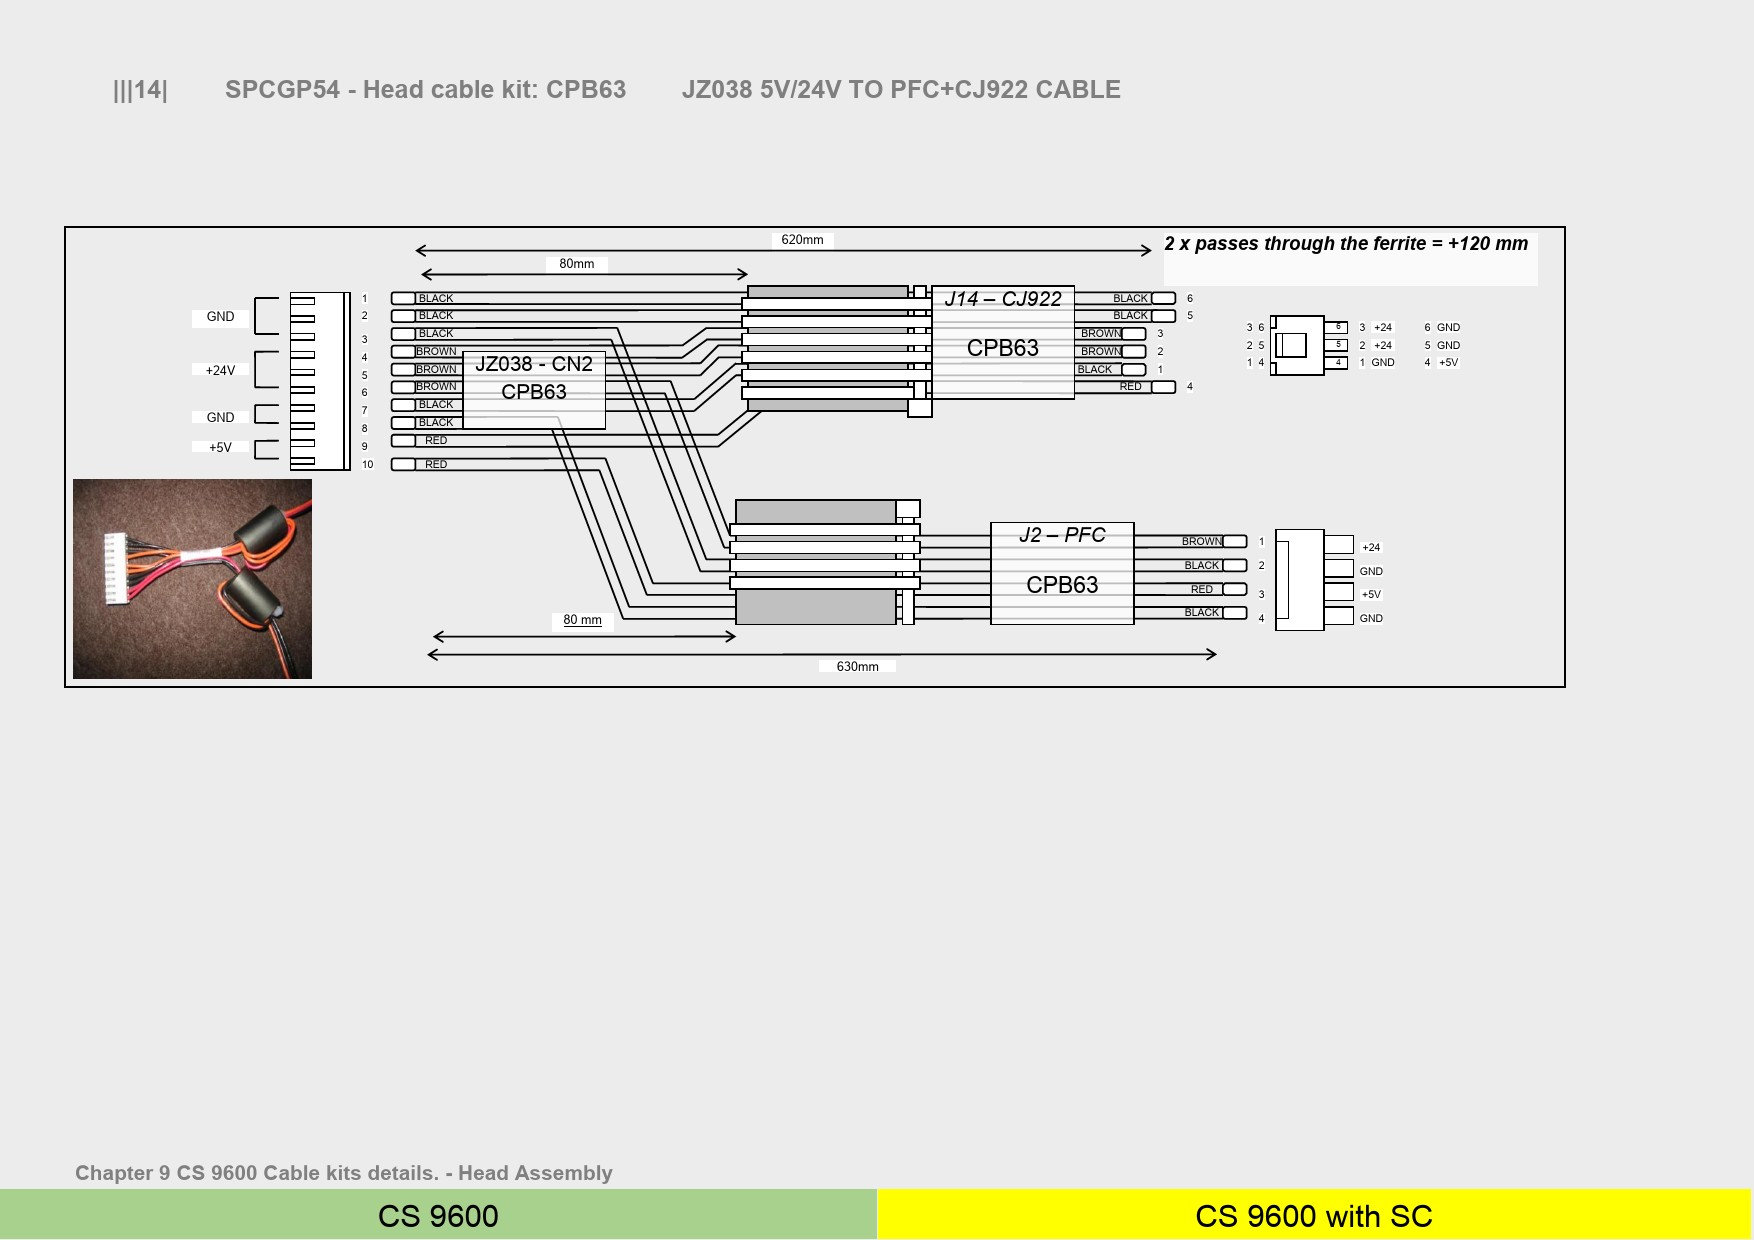 |||14| SPCGP54 - Head cable kit: CPB63 JZ038 5V/24V TO PFC+CJ922 CABLE
620mm
2 x passes through the ferrite = +120 mm
80mm
GND
+24V
GND
+5V
1 BLACK
2 BLACK
3 BLACK
4 BROWN
5 BROWN
6 BROWN
7 BLACK
8 BLACK
9 RED
10 RED
JZ038 - CN2
CPB63
J14 – CJ922
CPB63
BLACK 6
BLACK 5
BROWN 3
BROWN 2
BLACK 1
RED 4
3 6 6 3 +24 6 GND
2 5 5 2 +24 5 GND
1 4 4 1 GND 4 +5V
J2 – PFC
CPB63
BROWN 1 +24
BLACK 2 GND
RED 3 +5V
BLACK 4 GND
80 mm
630mm
Chapter 9 CS 9600 Cable kits details. - Head Assembly
CS 9600
CS 9600 with SC